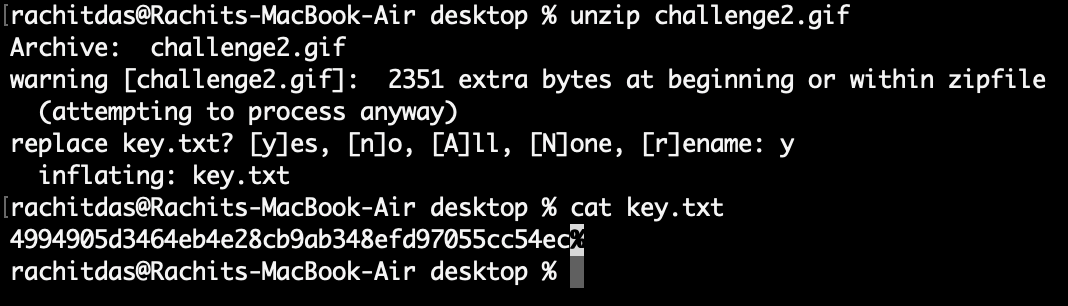 [rachitdas@Rachits-MacBook-Air desktop % unzip challenge2.gif
Archive:  challenge2.gif
warning [challenge2.gif]:  2351 extra bytes at beginning or within zipfile
  (attempting to process anyway)
replace key.txt? [y]es, [n]o, [A]ll, [N]one, [r]ename: y
  inflating: key.txt
[rachitdas@Rachits-MacBook-Air desktop % cat key.txt
4994905d3464eb4e28cb9ab348efd97055cc54ec%
rachitdas@Rachits-MacBook-Air desktop %